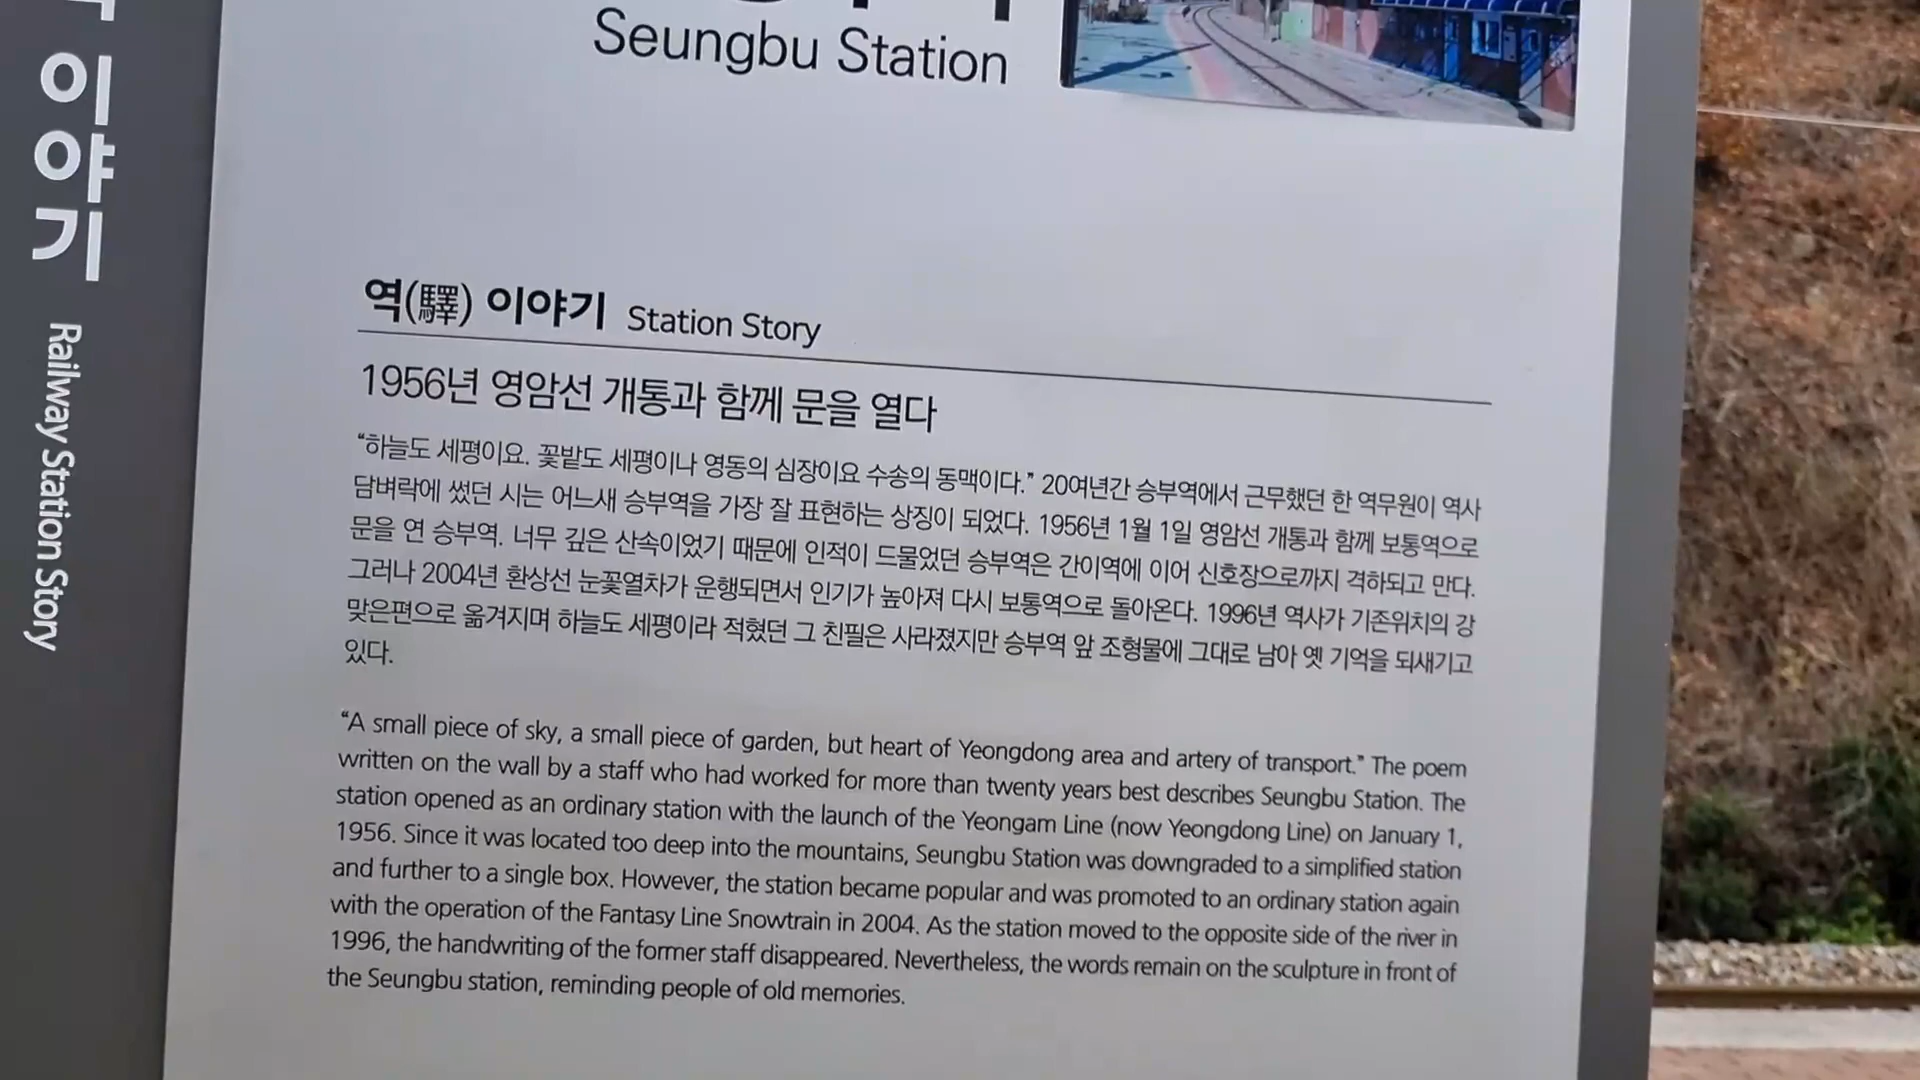 이야기
Railway Station Story
Seungbu Station
역(驛) 이야기 Station Story
1956년 영암선 개통과 함께 문을 열다
“하늘도 세평이요. 꽃밭도 세평이나 영동의 심장이요 수송의 동맥이다.” 20여년간 승부역에서 근무했던 한 역무원이 역사
담벼락에 썼던 시는 어느새 승부역을 가장 잘 표현하는 상징이 되었다. 1956년 1월 1일 영암선 개통과 함께 보통역으로
문을 연 승부역. 너무 깊은 산속이었기 때문에 인적이 드물었던 승부역은 간이역에 이어 신호장으로까지 격하되고 만다.
그러나 2004년 환상선 눈꽃열차가 운행되면서 인기가 높아져 다시 보통역으로 돌아온다. 1996년 역사가 기존위치의 강
맞은편으로 옮겨지며 하늘도 세평이라 적혔던 그 친필은 사라졌지만 승부역 앞 조형물에 그대로 남아 옛 기억을 되새기고
있다.
“A small piece of sky, a small piece of garden, but heart of Yeongdong area and artery of transport.” The poem
written on the wall by a staff who had worked for more than twenty years best describes Seungbu Station. The
station opened as an ordinary station with the launch of the Yeongam Line (now Yeongdong Line) on January 1,
1956. Since it was located too deep into the mountains, Seungbu Station was downgraded to a simplified station
and further to a single box. However, the station became popular and was promoted to an ordinary station again
with the operation of the Fantasy Line Snowtrain in 2004. As the station moved to the opposite side of the river in
1996, the handwriting of the former staff disappeared. Nevertheless, the words remain on the sculpture in front of
the Seungbu station, reminding people of old memories.